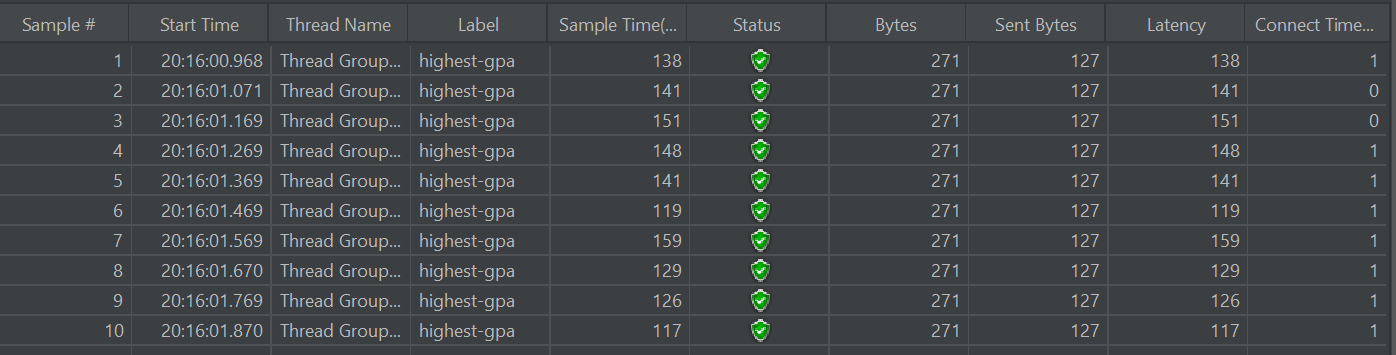 Sample # Start Time Thread Name Label Sample Time(... Status Bytes Sent Bytes Latency Connect Time...
1 20:16:00.968 Thread Group... highest-gpa 138 271 127 138 1
2 20:16:01.071 Thread Group... highest-gpa 141 271 127 141 0
3 20:16:01.169 Thread Group... highest-gpa 151 271 127 151 0
4 20:16:01.269 Thread Group... highest-gpa 148 271 127 148 1
5 20:16:01.369 Thread Group... highest-gpa 141 271 127 141 1
6 20:16:01.469 Thread Group... highest-gpa 119 271 127 119 1
7 20:16:01.569 Thread Group... highest-gpa 159 271 127 159 1
8 20:16:01.670 Thread Group... highest-gpa 129 271 127 129 1
9 20:16:01.769 Thread Group... highest-gpa 126 271 127 126 1
10 20:16:01.870 Thread Group... highest-gpa 117 271 127 117 1